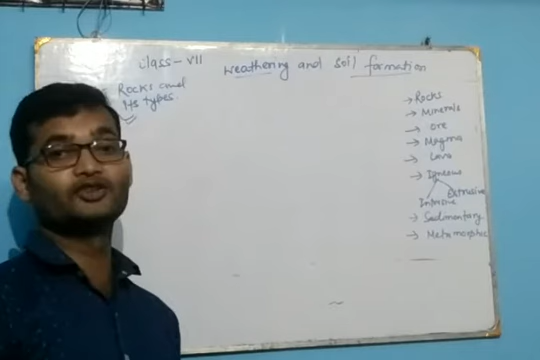 Class-VII
weathering and soil formation
Rocks and
its types.
→ Rocks
→ Minerals
→ Ore
→ Magma
→ Lava
→ Igneous
Extrusive
Intrusive
→ Sedimentary
→ Metamorphic